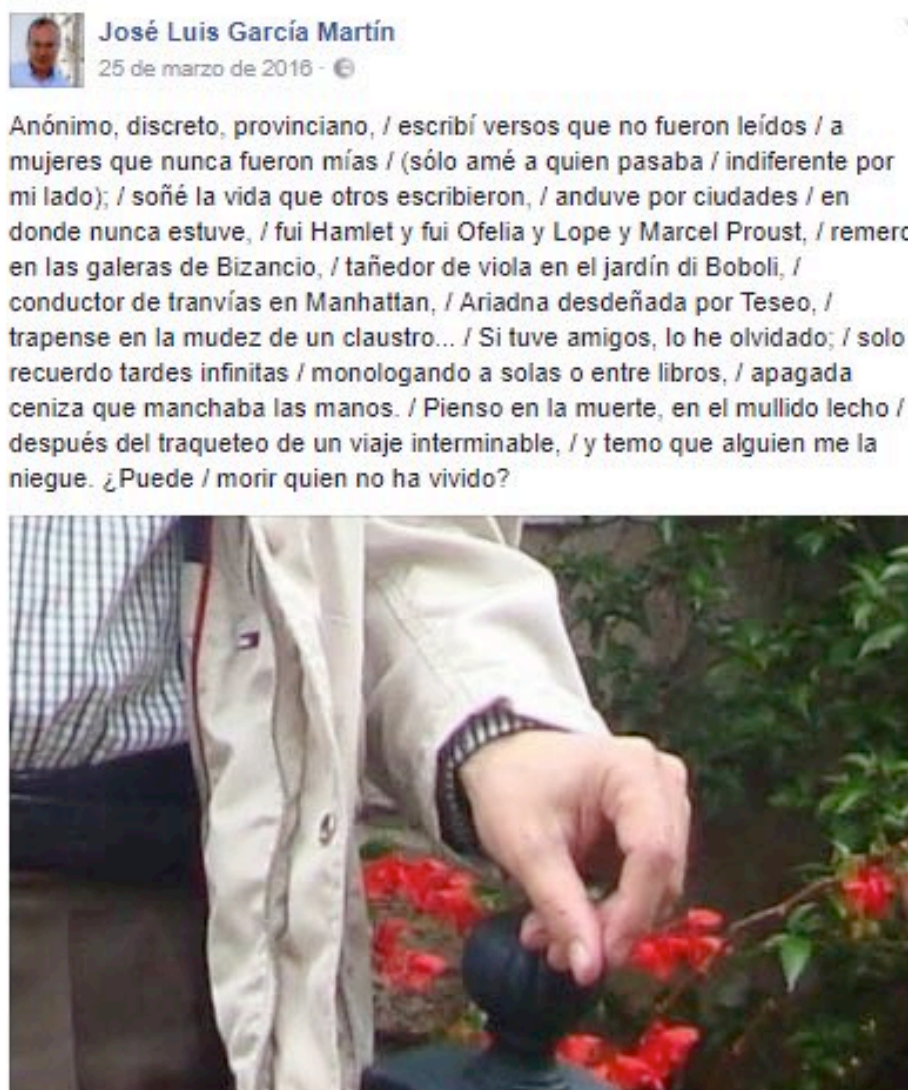 José Luis García Martín
25 de marzo de 2016 ·
Anónimo, discreto, provinciano, / escribí versos que no fueron leídos / a
mujeres que nunca fueron mías / (sólo amé a quien pasaba / indiferente por
mi lado); / soñé la vida que otros escribieron, / anduve por ciudades / en
donde nunca estuve, / fui Hamlet y fui Ofelia y Lope y Marcel Proust, / remero
en las galeras de Bizancio, / tañedor de viola en el jardín di Boboli, /
conductor de tranvías en Manhattan, / Ariadna desdeñada por Teseo, /
trapense en la mudez de un claustro... / Si tuve amigos, lo he olvidado; / solo
recuerdo tardes infinitas / monologando a solas o entre libros, / apagada
ceniza que manchaba las manos. / Pienso en la muerte, en el mullido lecho /
después del traqueteo de un viaje interminable, / y temo que alguien me la
niegue. ¿Puede / morir quien no ha vivido?